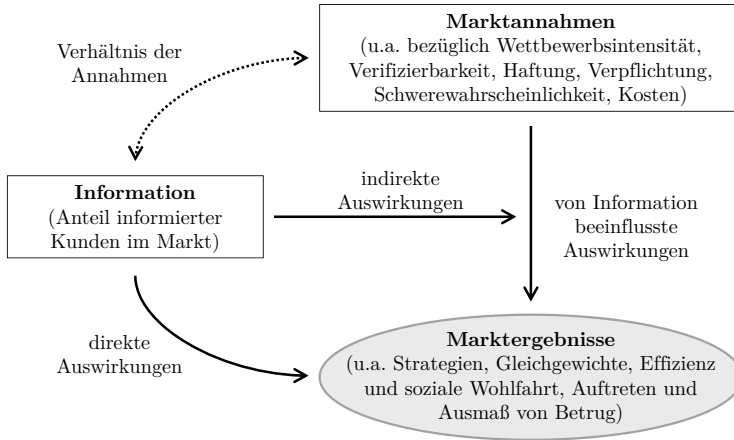 Marktannahmen
(u.a. bezüglich Wettbewerbsintensität,
Verifizierbarkeit, Haftung, Verpflichtung,
Schwerewahrscheinlichkeit, Kosten)
Verhältnis der
Annahmen
Information
(Anteil informierter
Kunden im Markt)
indirekte
Auswirkungen
von Information
beeinflusste
Auswirkungen
direkte
Auswirkungen
Marktergebnisse
(u.a. Strategien, Gleichgewichte, Effizienz
und soziale Wohlfahrt, Auftreten und
Ausmaß von Betrug)